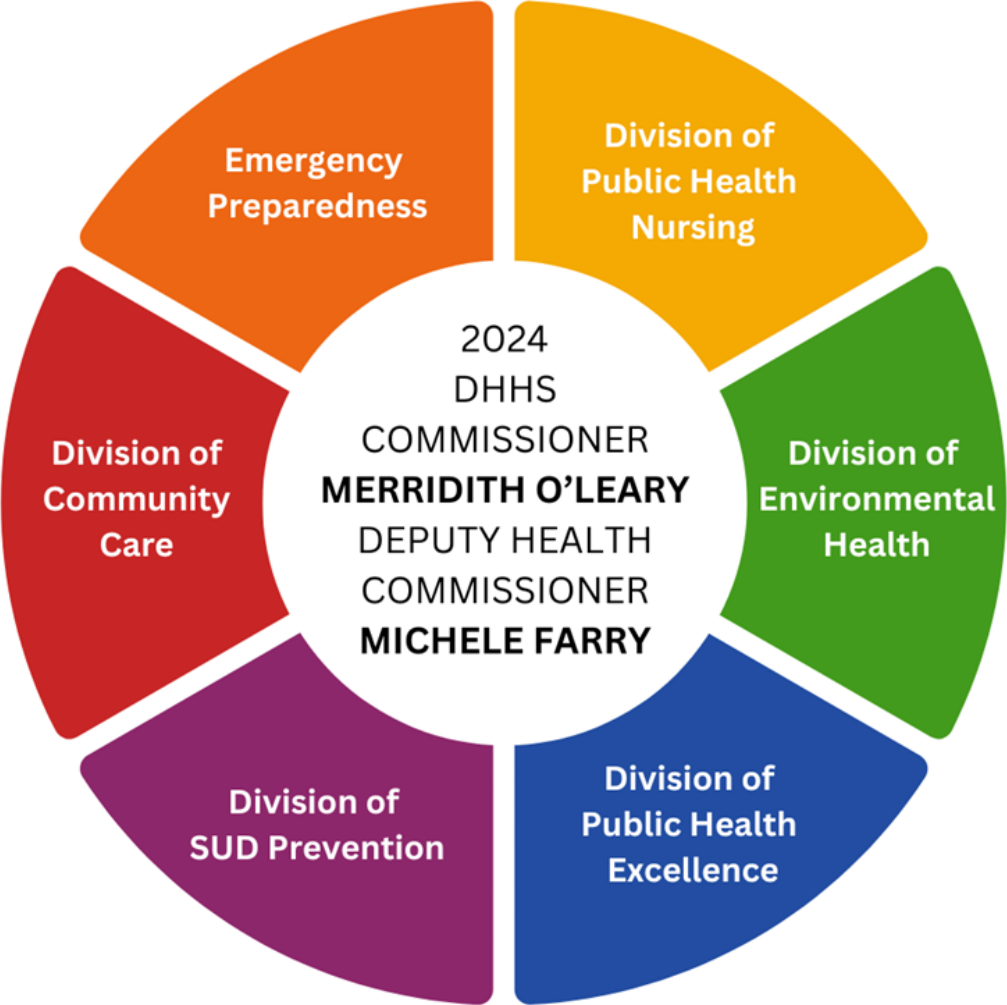 Emergency
Preparedness
Division of
Public Health
Nursing
Division of
Community
Care
2024
DHHS
COMMISSIONER
MERRIDITH O’LEARY
DEPUTY HEALTH
COMMISSIONER
MICHELE FARRY
Division of
Environmental
Health
Division of
SUD Prevention
Division of
Public Health
Excellence